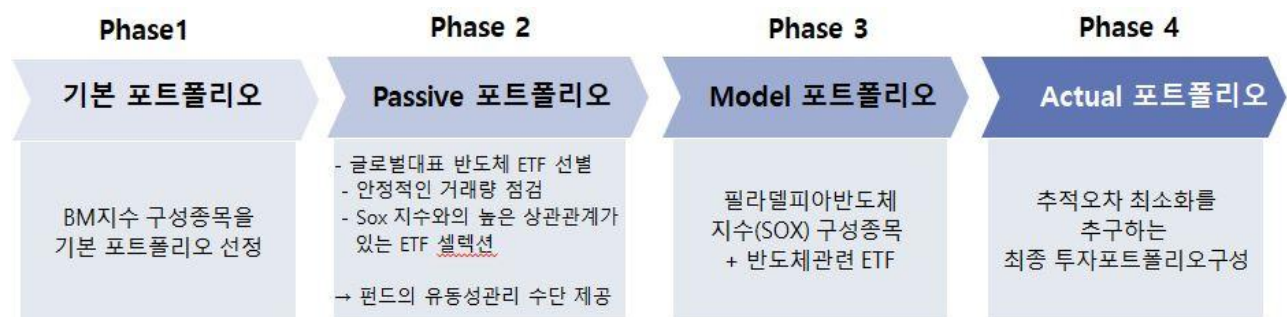 Phase1
기본 포트폴리오
BM지수 구성종목을
기본 포트폴리오 선정
Phase 2
Passive 포트폴리오
- 글로벌대표 반도체 ETF 선별
- 안정적인 거래량 점검
- Sox 지수와의 높은 상관관계가
있는 ETF 셀렉션
→ 펀드의 유동성관리 수단 제공
Phase 3
Model 포트폴리오
필라델피아반도체
지수(SOX) 구성종목
+ 반도체관련 ETF
Phase 4
Actual 포트폴리오
추적오차 최소화를
추구하는
최종 투자포트폴리오구성